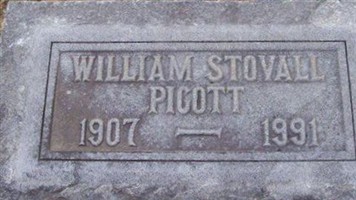 WILLIAM STOVALL
PIGOTT
1907 — 1991